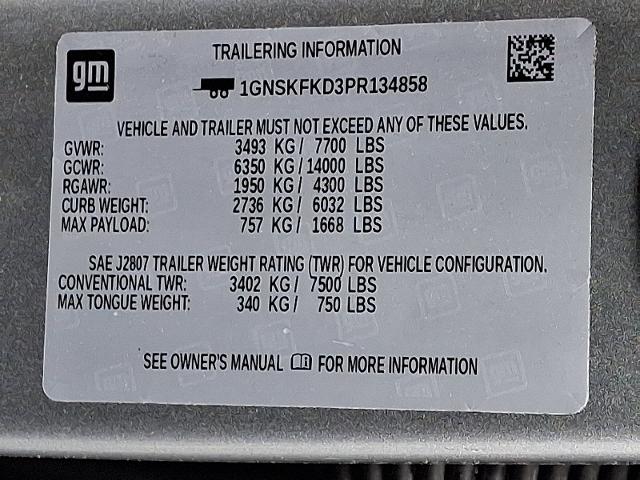 gm
TRAILERING INFORMATION
1GNSKFKD3PR134858
VEHICLE AND TRAILER MUST NOT EXCEED ANY OF THESE VALUES.
GVWR: 3493 KG/ 7700 LBS
GCWR: 6350 KG/14000 LBS
RGAWR: 1950 KG/ 4300 LBS
CURB WEIGHT: 2736 KG/ 6032 LBS
MAX PAYLOAD: 757 KG/ 1668 LBS
SAE J2807 TRAILER WEIGHT RATING (TWR) FOR VEHICLE CONFIGURATION.
CONVENTIONAL TWR: 3402 KG/ 7500 LBS
MAX TONGUE WEIGHT: 340 KG/ 750 LBS
SEE OWNER'S MANUAL FOR MORE INFORMATION